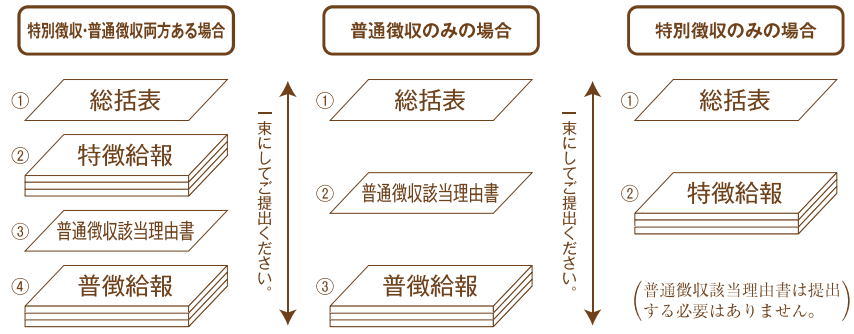 特別徴収・普通徴収両方ある場合
① 総括表
② 特徴給報
③ 普通徴収該当理由書
④ 普徴給報
一束にしてご提出ください。
普通徴収のみの場合
① 総括表
② 普通徴収該当理由書
③ 普徴給報
一束にしてご提出ください。
特別徴収のみの場合
① 総括表
② 特徴給報
(普通徴収該当理由書は提出
する必要はありません。)